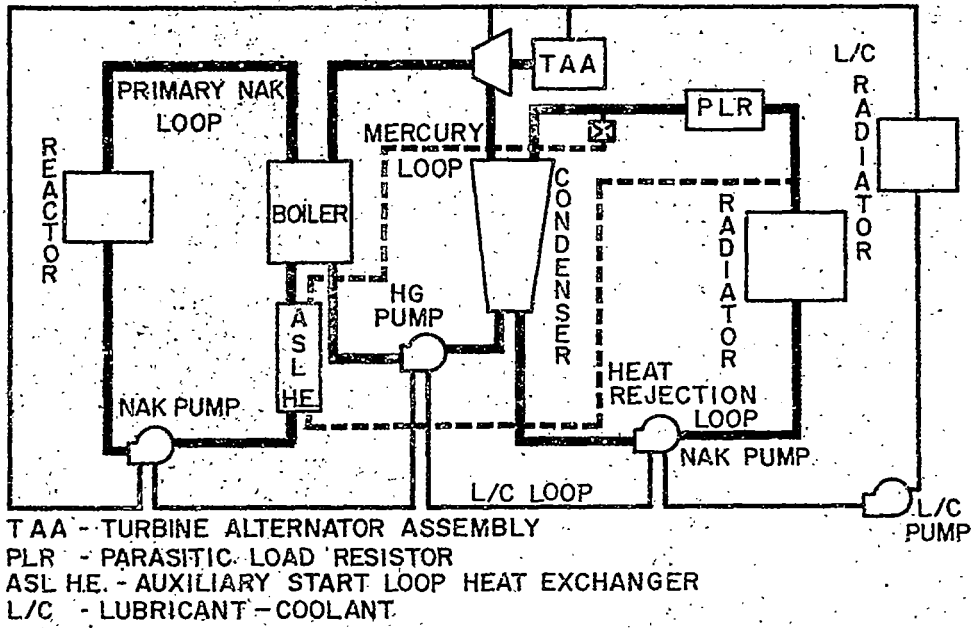 L/C
RADIATOR
TAA
PRIMARY NAK
LOOP
PLR
MERCURY
LOOP
REACTOR
BOILER
CONDENSER
RADIATOR
HG
PUMP
ASL
HE
HEAT
REJECTION
LOOP
NAK PUMP
NAK PUMP
L/C LOOP
L/C
PUMP
TAA - TURBINE ALTERNATOR ASSEMBLY
PLR - PARASITIC LOAD RESISTOR
ASL H.E. - AUXILIARY START LOOP HEAT EXCHANGER
L/C - LUBRICANT - COOLANT